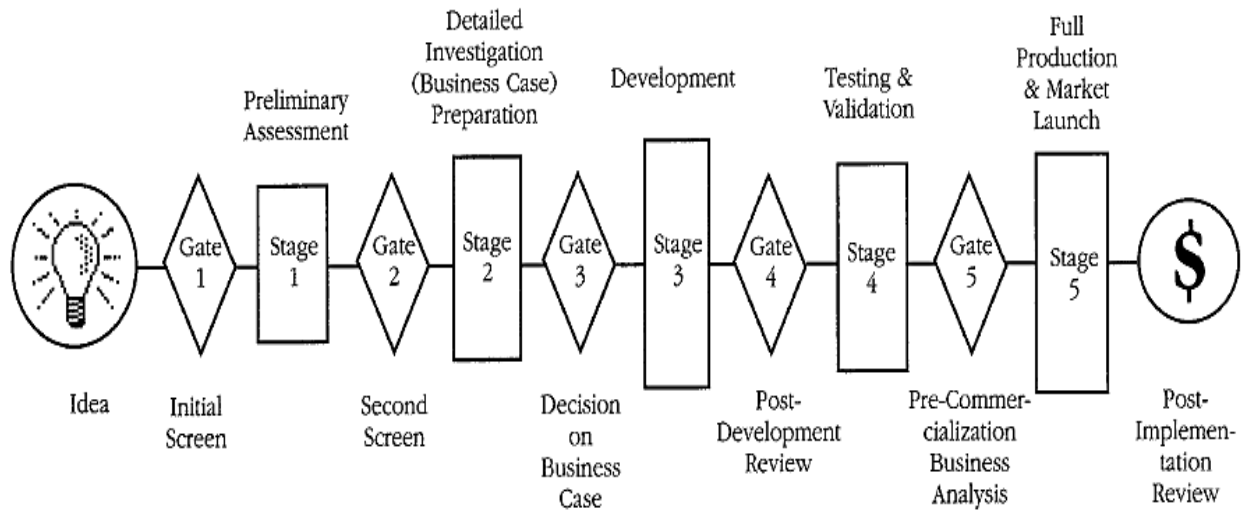 Preliminary
Assessment
Detailed
Investigation
(Business Case)
Preparation
Development
Testing &
Validation
Full
Production
& Market
Launch
Gate
1
Stage
1
Gate
2
Stage
2
Gate
3
Stage
3
Gate
4
Stage
4
Gate
5
Stage
5
$
Idea
Initial
Screen
Second
Screen
Decision
on
Business
Case
Post-
Development
Review
Pre-Commer-
cialization
Business
Analysis
Post-
Implemen-
tation
Review